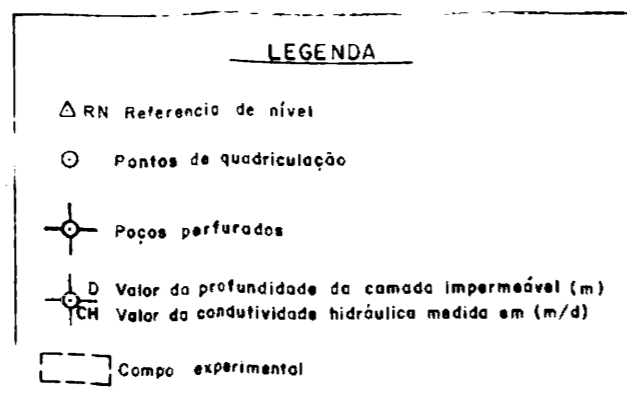 LEGENDA
RN Referencia de nível
Pontos de quadriculação
Poços perfurados
D Valor da profundidade da camada impermeável (m)
CH Valor da condutividade hidráulica medida em (m/d)
Campo experimental